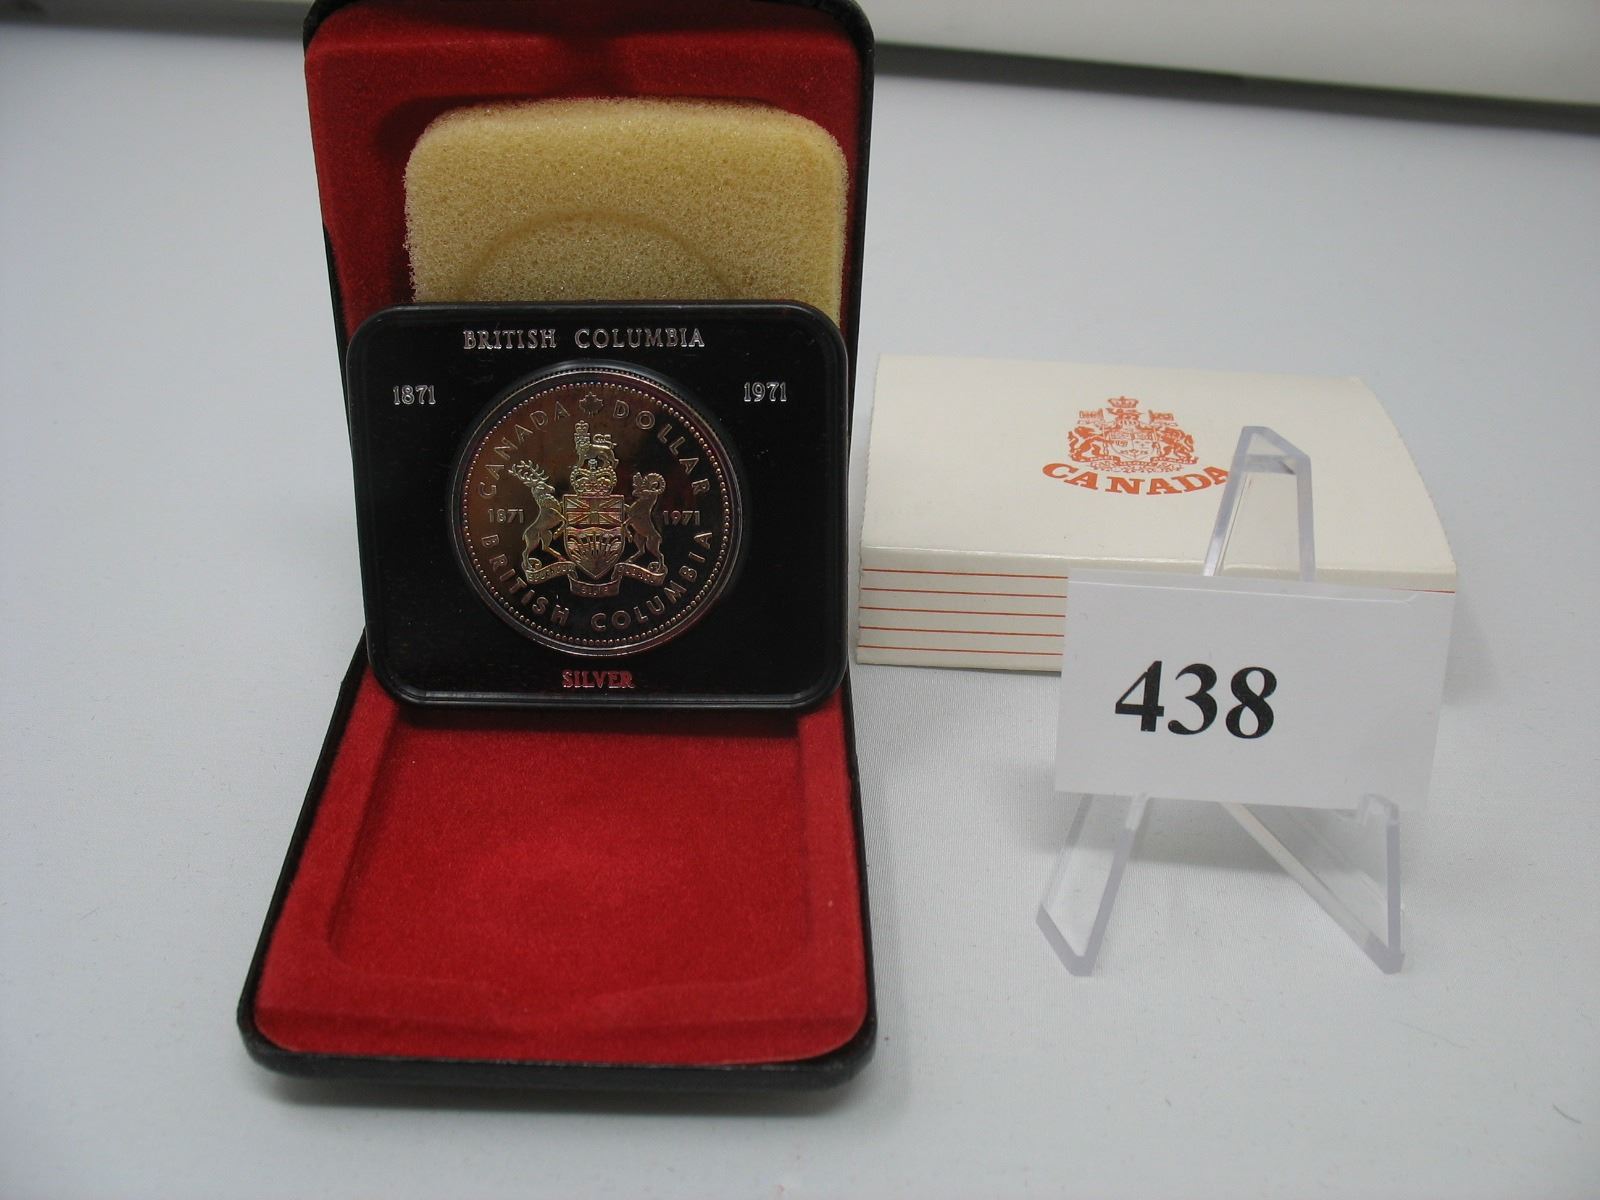 BRITISH COLUMBIA
1871 1971
CANADA DOLLAR
1871 1971
BRITISH COLUMBIA
SILVER
CANADA
438